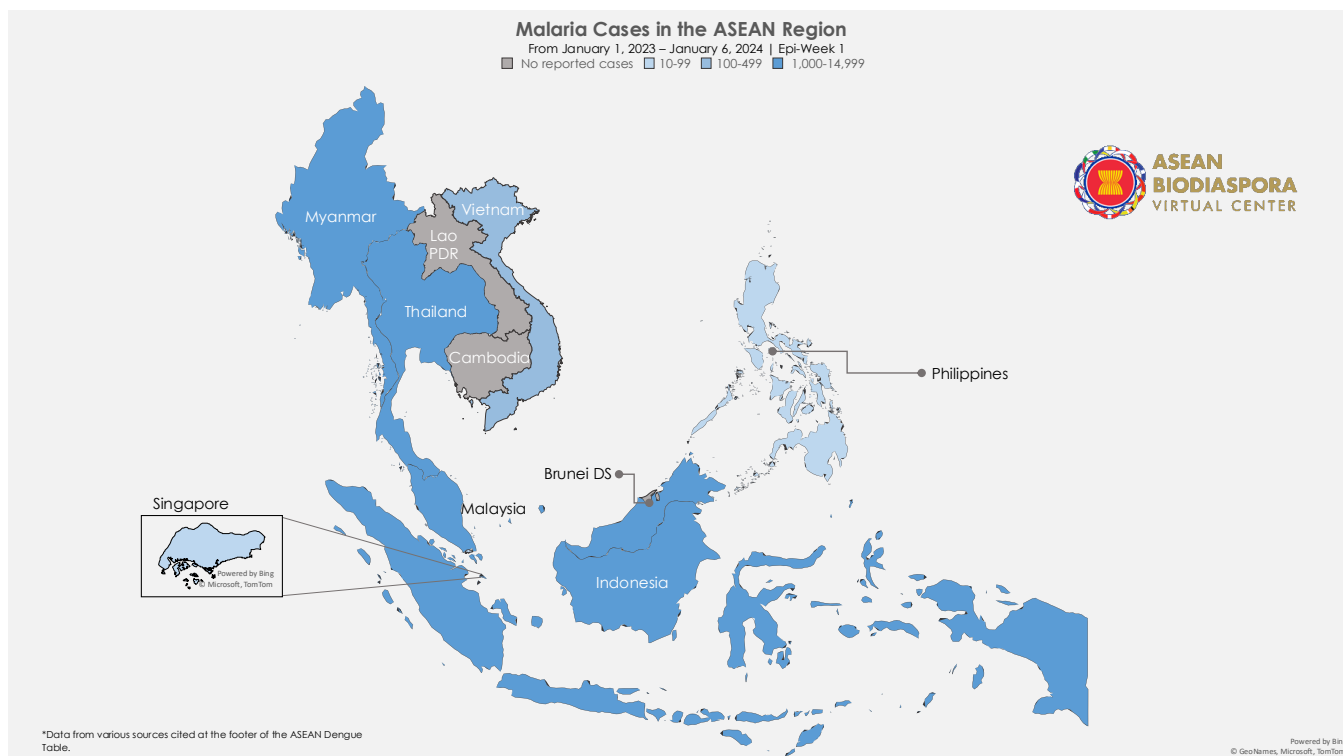 Malaria Cases in the ASEAN Region
From January 1, 2023 – January 6, 2024 | Epi-Week 1
No reported cases 10-99 100-499 1,000-14,999
ASEAN
BIODIASPORA
VIRTUAL CENTER
Myanmar
Vietnam
Lao
PDR
Thailand
Cambodia
Philippines
Brunei DS
Singapore
Malaysia
Powered by Bing
© Microsoft, TomTom
Indonesia
*Data from various sources cited at the footer of the ASEAN Dengue
Table.
Powered by Bing
© GeoNames, Microsoft, TomTom